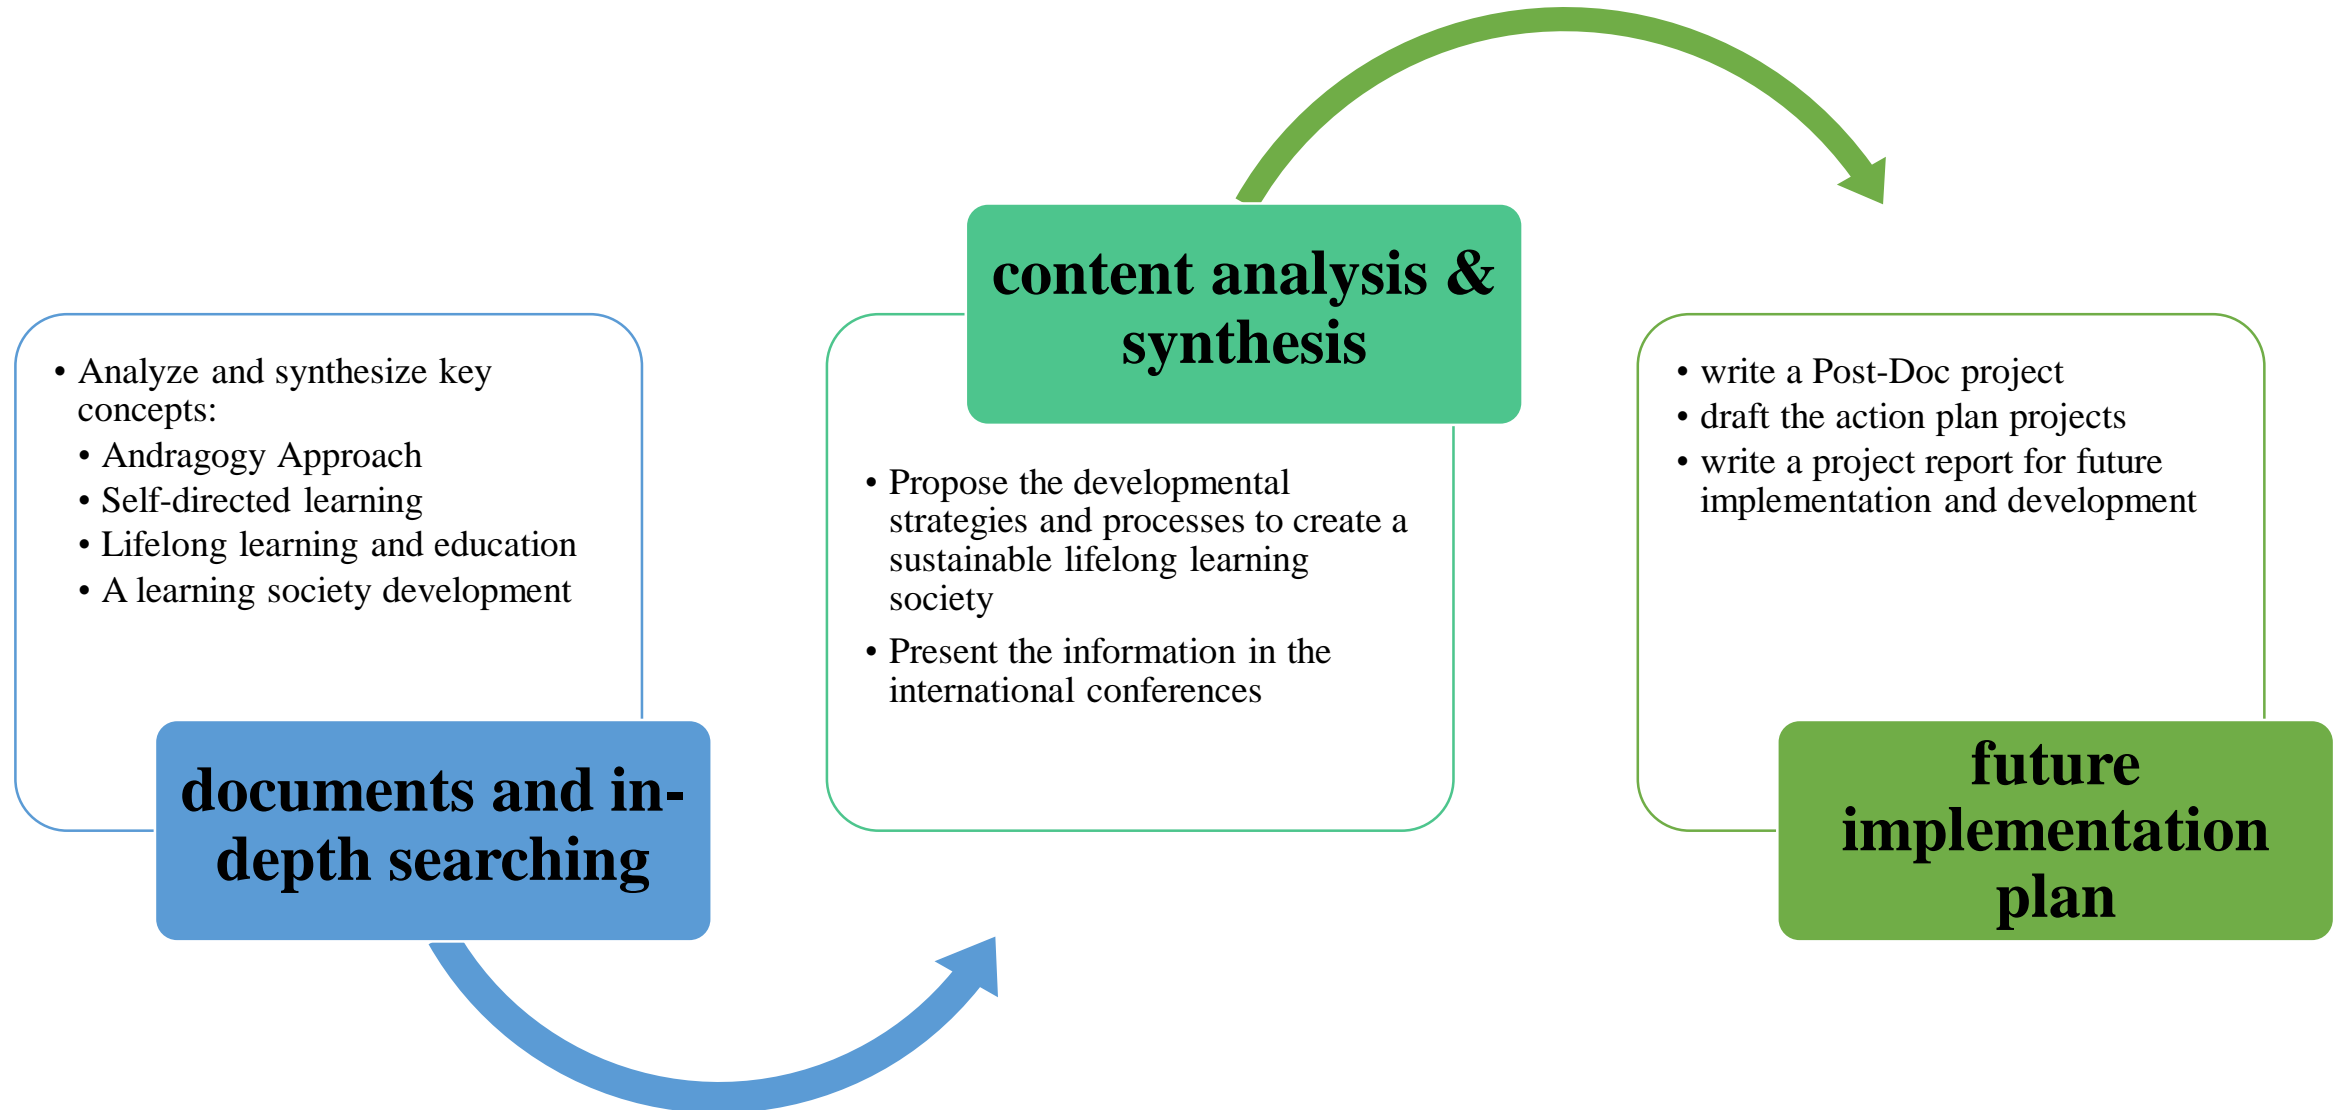 • Analyze and synthesize key
concepts:
• Andragogy Approach
• Self-directed learning
• Lifelong learning and education
• A learning society development
documents and in-
depth searching
content analysis &
synthesis
• Propose the developmental
strategies and processes to create a
sustainable lifelong learning
society
• Present the information in the
international conferences
• write a Post-Doc project
• draft the action plan projects
• write a project report for future
implementation and development
future
implementation
plan